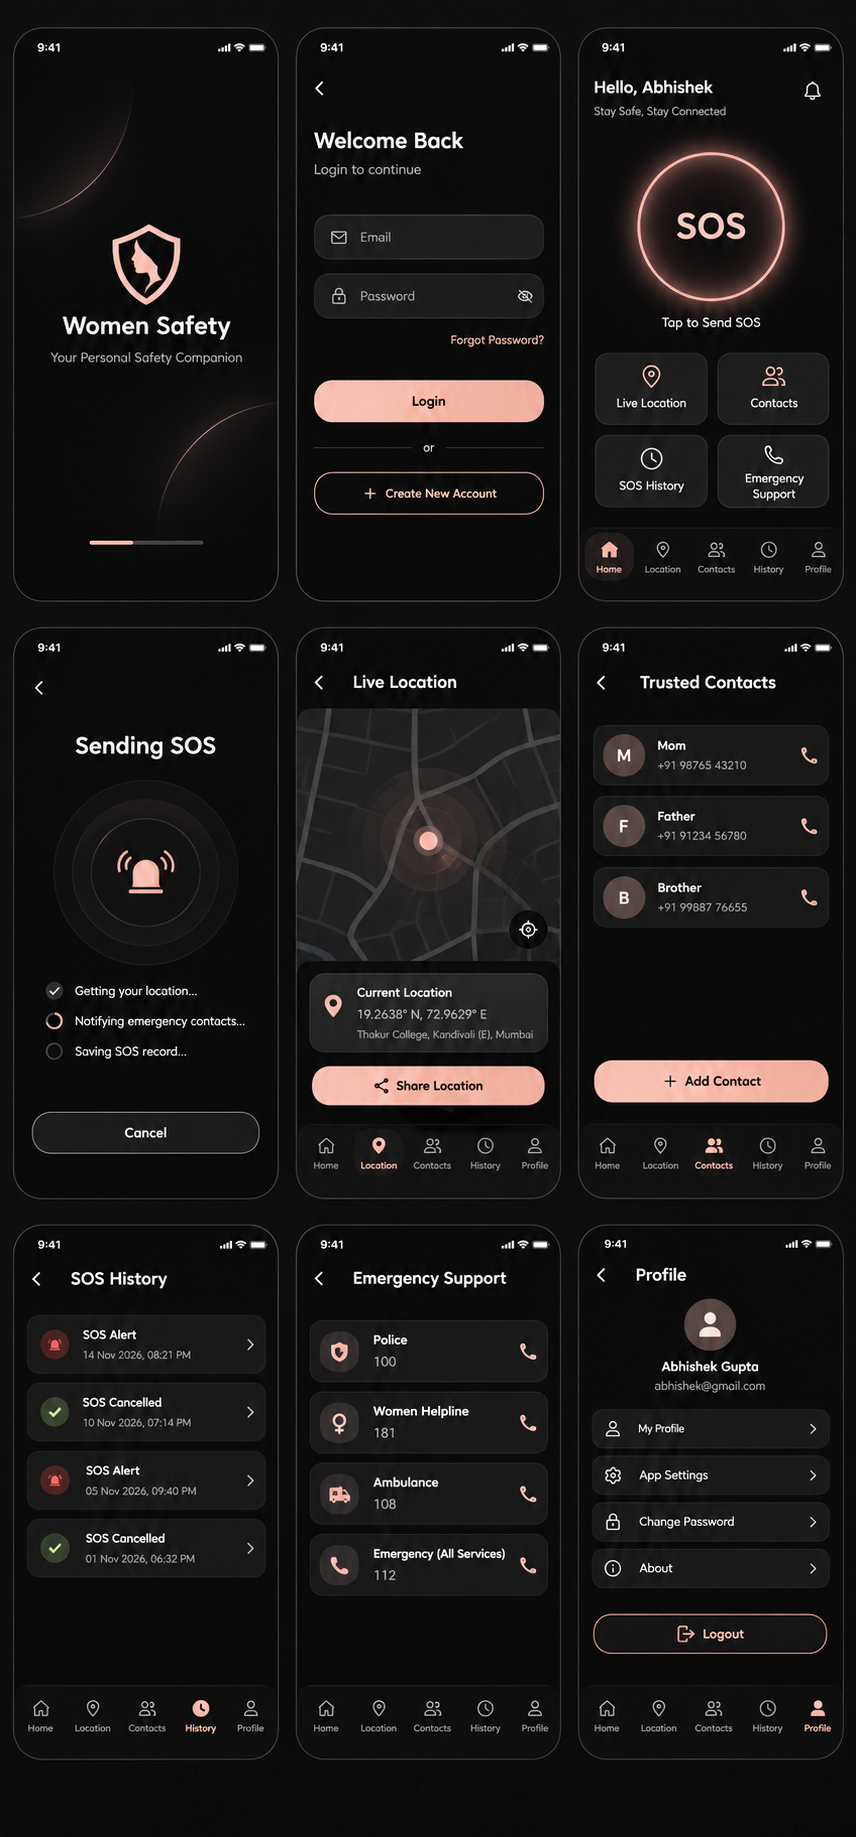 9:41
Women Safety
Your Personal Safety Companion
9:41
Welcome Back
Login to continue
Email
Password
Forgot Password?
Login
or
Create New Account
9:41
Hello, Abhishek
Stay Safe, Stay Connected
SOS
Tap to Send SOS
Live Location
Contacts
SOS History
Emergency
Support
Home
Location
Contacts
History
Profile
9:41
Sending SOS
Getting your location...
Notifying emergency contacts...
Saving SOS record...
Cancel
9:41
Live Location
Current Location
19.2638° N, 72.9629° E
Thakur College, Kandivali (E), Mumbai
Share Location
Home
Location
Contacts
History
Profile
9:41
Trusted Contacts
M
Mom
+91 98765 43210
F
Father
+91 91234 56780
B
Brother
+91 99887 76655
Add Contact
Home
Location
Contacts
History
Profile
9:41
SOS History
SOS Alert
14 Nov 2026, 08:21 PM
SOS Cancelled
10 Nov 2026, 07:14 PM
SOS Alert
05 Nov 2026, 09:40 PM
SOS Cancelled
01 Nov 2026, 06:32 PM
Home
Location
Contacts
History
Profile
9:41
Emergency Support
Police
100
Women Helpline
181
Ambulance
108
Emergency (All Services)
112
Home
Location
Contacts
History
Profile
9:41
Profile
Abhishek Gupta
abhishek@gmail.com
My Profile
App Settings
Change Password
About
Logout
Home
Location
Contacts
History
Profile